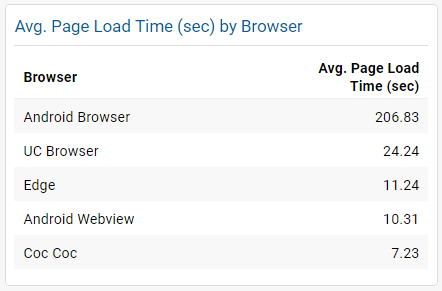 Avg. Page Load Time (sec) by Browser
Browser
Avg. Page Load
Time (sec)
Android Browser 206.83
UC Browser 24.24
Edge 11.24
Android Webview 10.31
Coc Coc 7.23